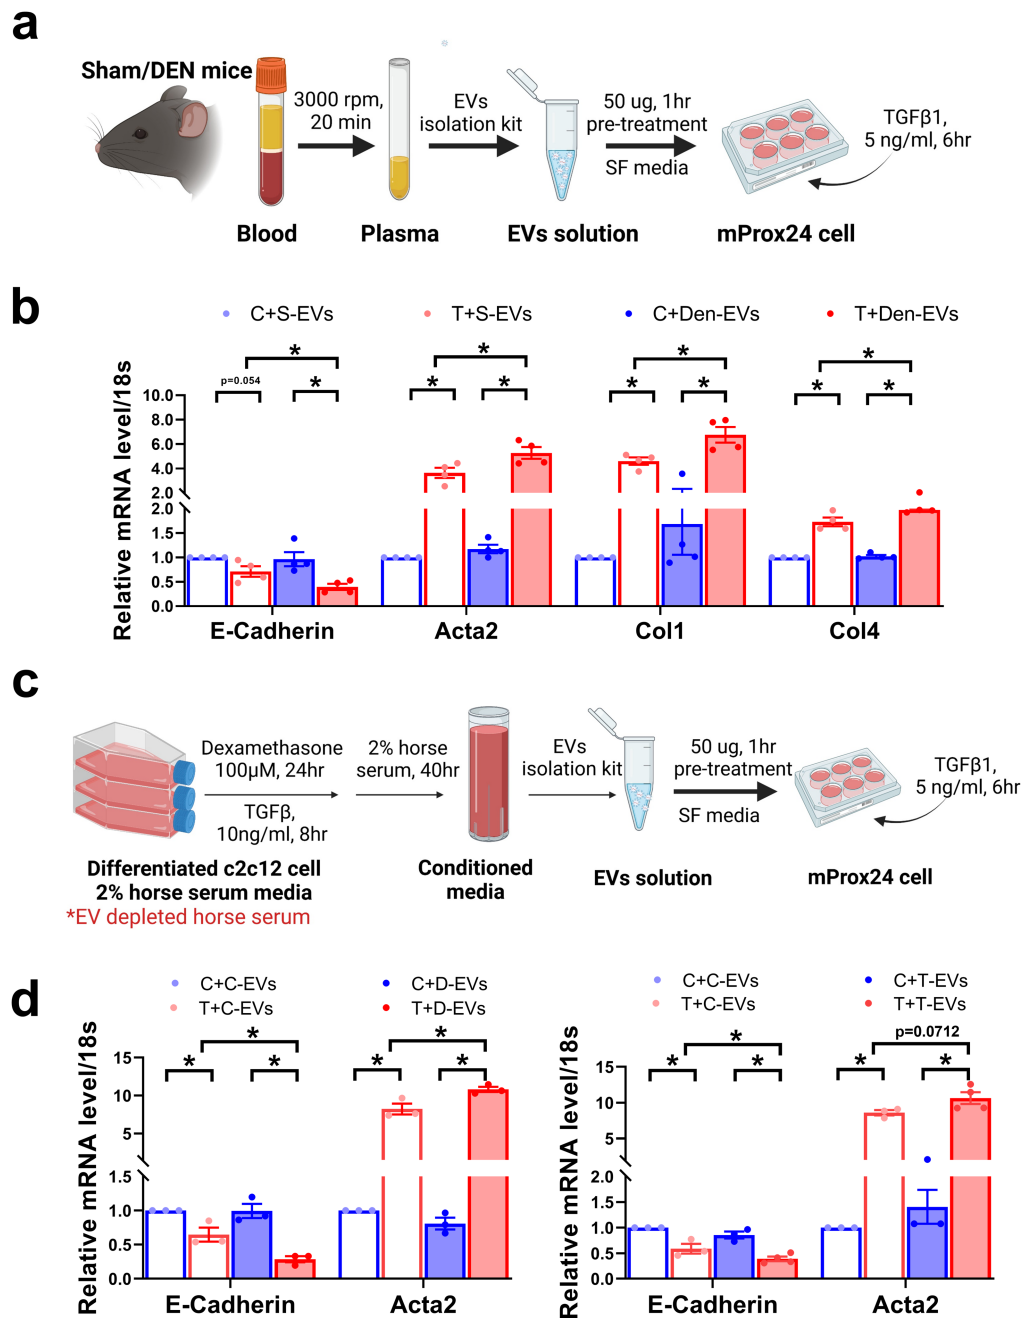 a
Sham/DEN mice
3000 rpm,
20 min
EVs
isolation kit
50 ug, 1hr
pre-treatment
SF media
TGFβ1,
5 ng/ml, 6hr
Blood
Plasma
EVs solution
mProx24 cell
b
C+S-EVs
T+S-EVs
C+Den-EVs
T+Den-EVs
Relative mRNA level/18s
10.0
8.0
6.0
4.0
2.0
2.0
1.5
1.0
0.5
0.0
p=0.054
*
*
*
*
*
*
*
*
*
*
*
E-Cadherin
Acta2
Col1
Col4
c
Dexamethasone
100μM, 24hr
TGFβ,
10ng/ml, 8hr
2% horse
serum, 40hr
EVs
isolation kit
50 ug, 1hr
pre-treatment
SF media
TGFβ1,
5 ng/ml, 6hr
Differentiated c2c12 cell
2% horse serum media
*EV depleted horse serum
Conditioned
media
EVs solution
mProx24 cell
d
C+C-EVs
T+C-EVs
C+D-EVs
T+D-EVs
Relative mRNA level/18s
15
10
5
1.5
1.0
0.5
0.0
*
*
*
*
*
*
E-Cadherin
Acta2
C+C-EVs
T+C-EVs
C+T-EVs
T+T-EVs
Relative mRNA level/18s
15
10
5
2.0
1.5
1.0
0.5
0.0
*
*
*
p=0.0712
*
*
E-Cadherin
Acta2